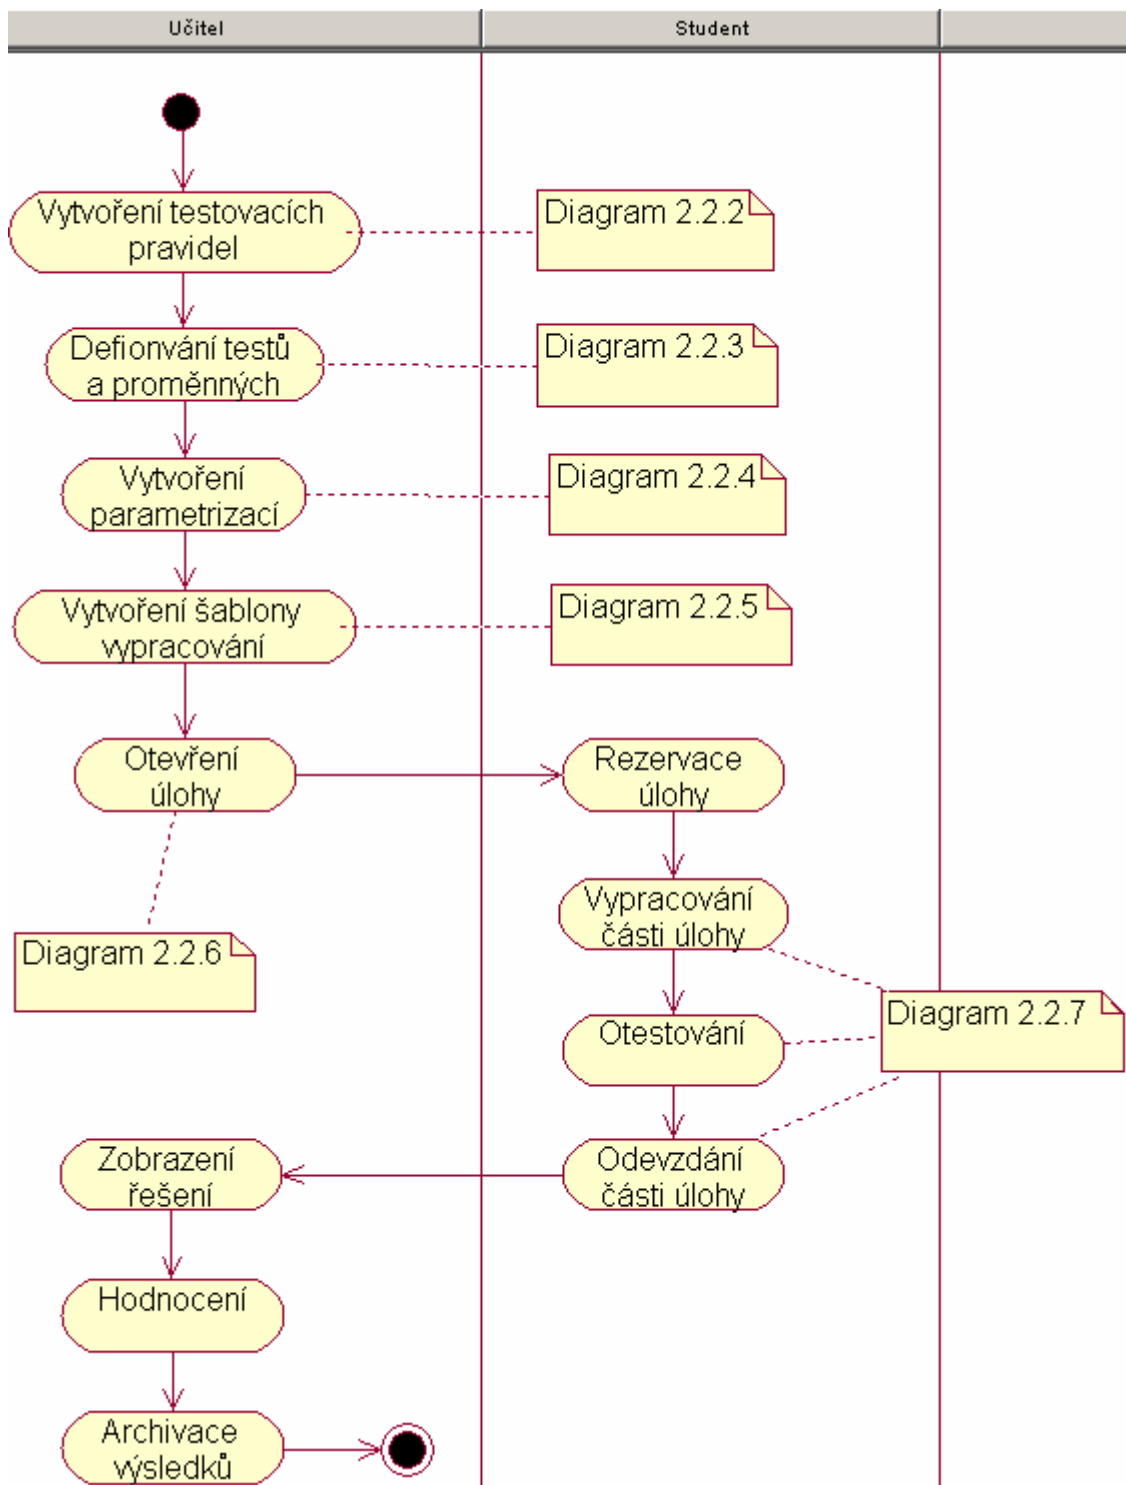 Učitel
Student
Vytvoření testovacích
pravidel
Diagram 2.2.2
Defionvání testů
a proměnných
Diagram 2.2.3
Vytvoření
parametrizací
Diagram 2.2.4
Vytvoření šablony
vypracování
Diagram 2.2.5
Otevření
úlohy
Rezervace
úlohy
Vypracování
části úlohy
Diagram 2.2.6
Diagram 2.2.7
Otestování
Zobrazení
řešení
Odevzdání
části úlohy
Hodnocení
Archivace
výsledků